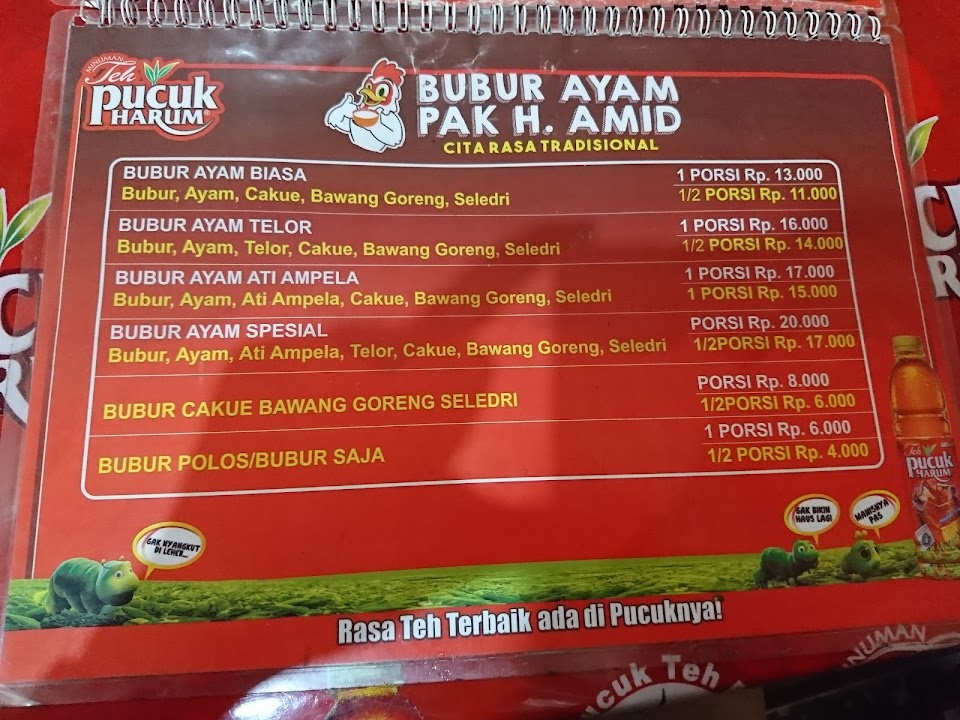 MINUMAN
Teh
Pucuk
HARUM
BUBUR AYAM
PAK H. AMID
CITA RASA TRADISIONAL
BUBUR AYAM BIASA 1 PORSI Rp. 13.000
Bubur, Ayam, Cakue, Bawang Goreng, Seledri 1/2 PORSI Rp. 11.000
BUBUR AYAM TELOR 1 PORSI Rp. 16.000
Bubur, Ayam, Telor, Cakue, Bawang Goreng, Seledri 1/2 PORSI Rp. 14.000
BUBUR AYAM ATI AMPELA 1 PORSI Rp. 17.000
Bubur, Ayam, Ati Ampela, Cakue, Bawang Goreng, Seledri 1 PORSI Rp. 15.000
BUBUR AYAM SPESIAL PORSI Rp. 20.000
Bubur, Ayam, Ati Ampela, Telor, Cakue, Bawang Goreng, Seledri 1/2PORSI Rp. 17.000
PORSI Rp. 8.000
BUBUR CAKUE BAWANG GORENG SELEDRI 1/2PORSI Rp. 6.000
1 PORSI Rp. 6.000
BUBUR POLOS/BUBUR SAJA 1/2 PORSI Rp. 4.000
Teh
Pucuk
HARUM
GAK NYANGKUT
DI LEHER...
GAK BIKIN
HAUS LAGI
MANISNYA
PAS
Rasa Teh Terbaik ada di Pucuknya!
MINUMAN
cuk Teh